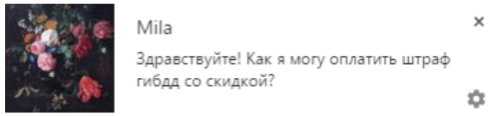 Mila
Здравствуйте! Как я могу оплатить штраф
гибдд со скидкой?